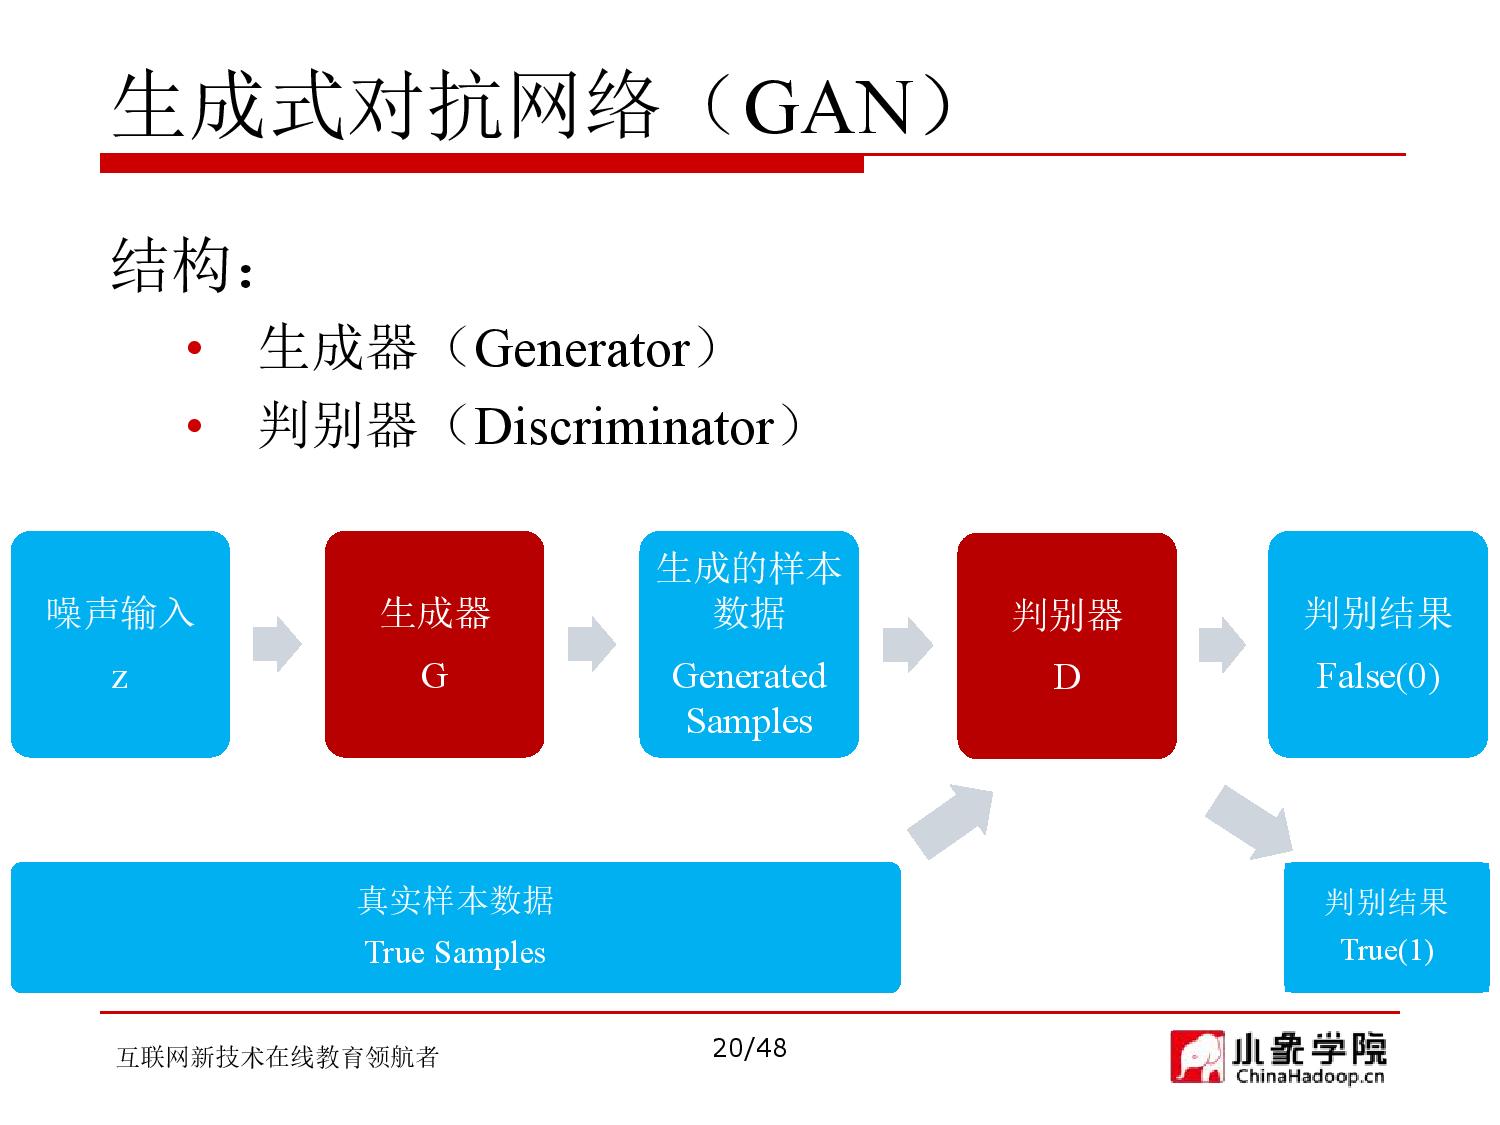 生成式对抗网络（GAN）
结构：
• 生成器（Generator）
• 判别器（Discriminator）
噪声输入
z
生成器
G
生成的样本
数据
Generated
Samples
判别器
D
判别结果
False(0)
真实样本数据
True Samples
判别结果
True(1)
互联网新技术在线教育领航者
20/48
小象学院
ChinaHadoop.cn